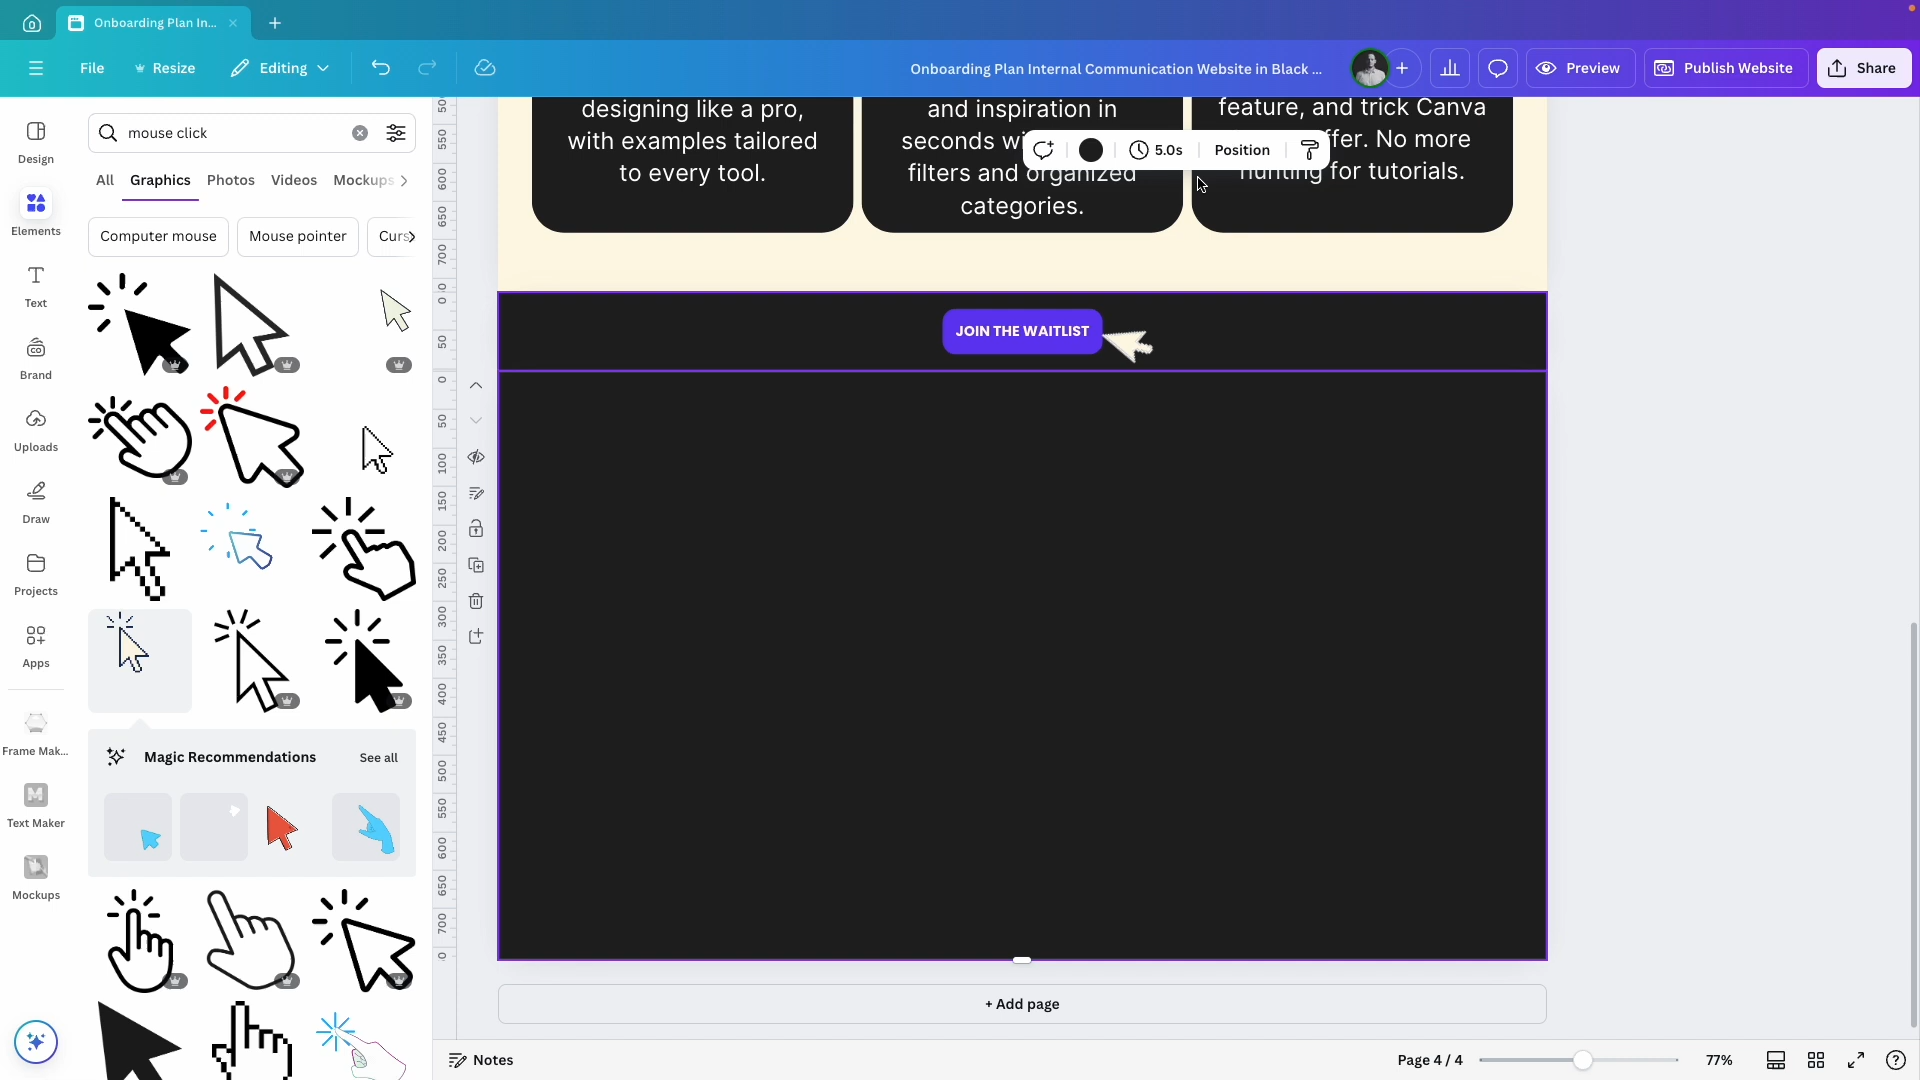 Onboarding Plan In...
File
Resize
Editing
Onboarding Plan Internal Communication Website in Black ...
Preview
Publish Website
Share
Design
Elements
Text
Brand
Uploads
Draw
Projects
Apps
Frame Mak...
Text Maker
Mockups
mouse click
All
Graphics
Photos
Videos
Mockups
Computer mouse
Mouse pointer
Magic Recommendations
See all
designing like a pro,
with examples tailored
to every tool.
and inspiration in
seconds
filters and organized
categories.
feature, and trick Canva
hunting for tutorials.
No more
5.0s
Position
JOIN THE WAITLIST
+ Add page
Notes
Page 4 / 4
77%